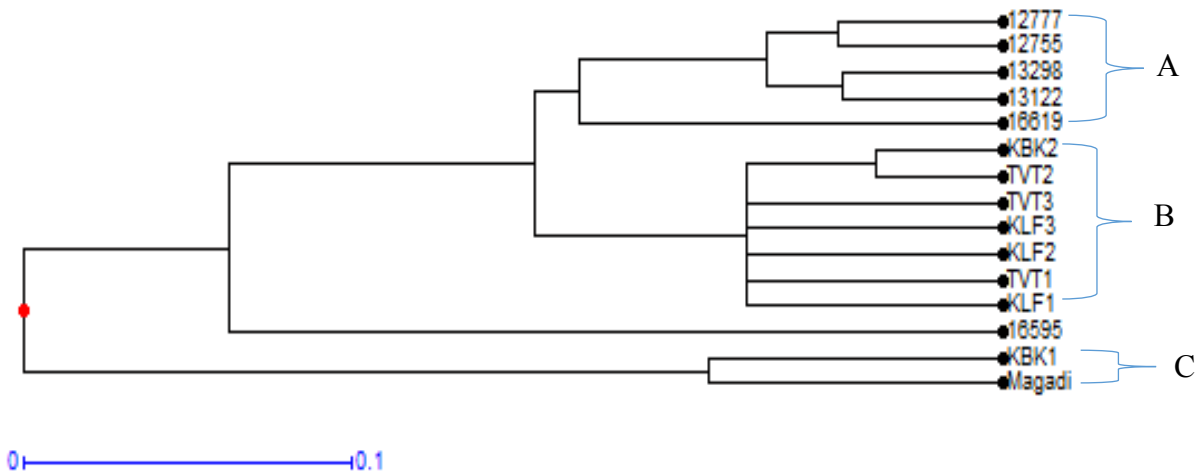 12777
12755
13298
13122
16619
A
KBK2
TVT2
TVT3
KLF3
KLF2
TVT1
KLF1
B
16595
KBK1
Magadi
C
0 0.1